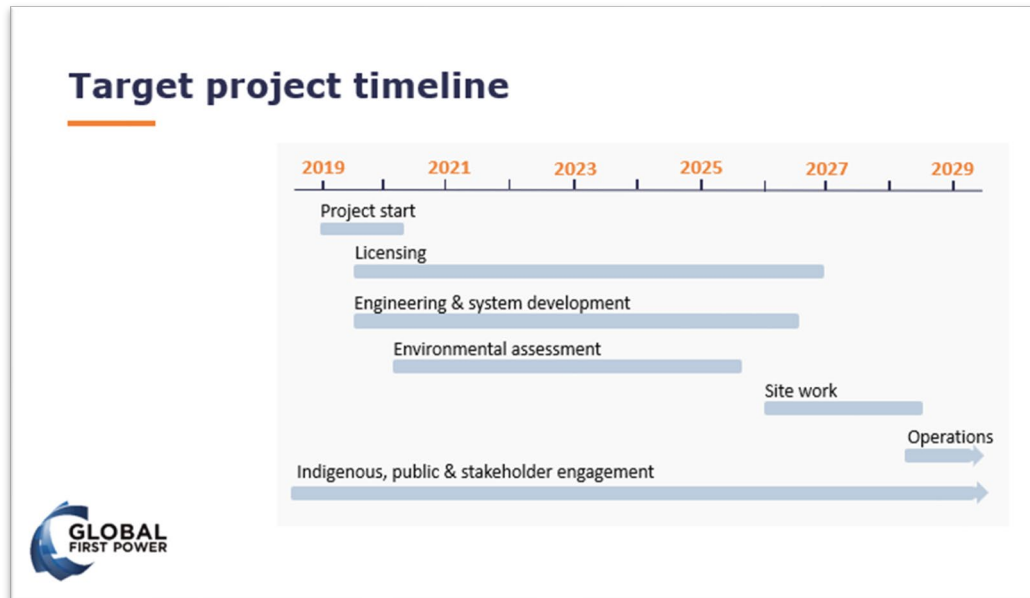 Target project timeline
2019 2021 2023 2025 2027 2029
Project start
Licensing
Engineering & system development
Environmental assessment
Site work
Operations
Indigenous, public & stakeholder engagement
GLOBAL
FIRST POWER